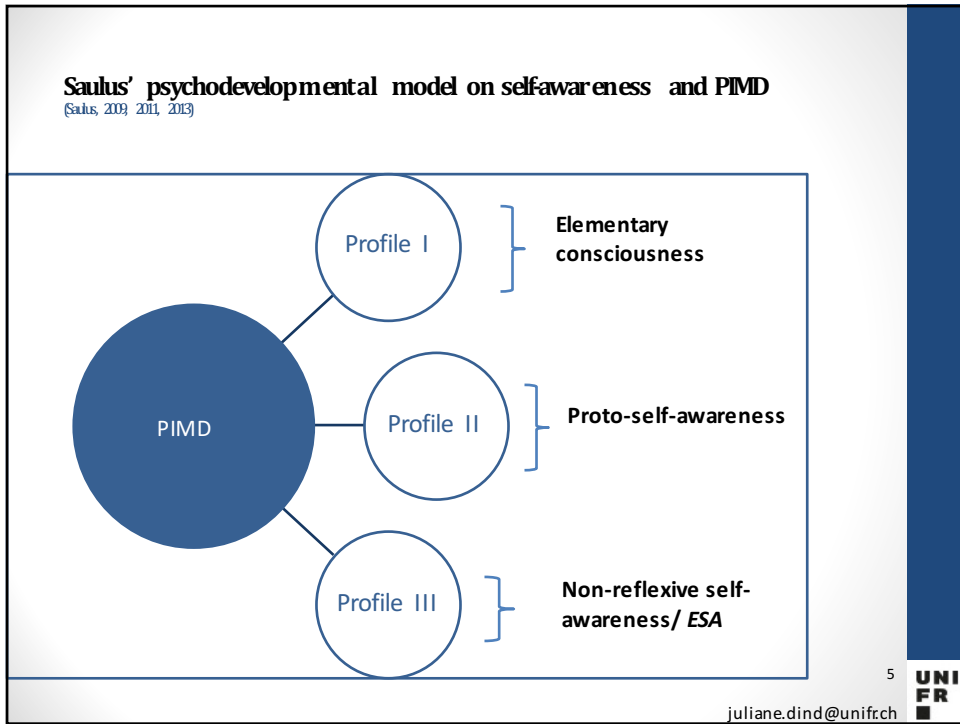 Saulus’ psychodevelopmental model on self-awareness and PIMD
(Saulus, 2009, 2011, 2013)
Profile I
Elementary
consciousness
PIMD
Profile II
Proto-self-awareness
Profile III
Non-reflexive self-
awareness/ ESA
5
UNI
FR
juliane.dind@unifr.ch